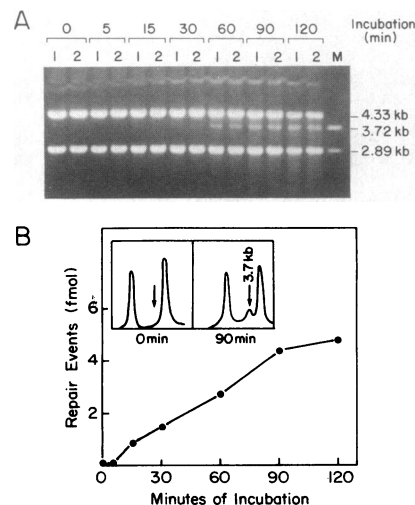 A
0 5 15 30 60 90 120 Incubation (min)
1 2 1 2 1 2 1 2 1 2 1 2 1 2 M
4.33 kb
3.72 kb
2.89 kb
B
Repair Events (fmol)
6
4
2
0 min
90 min
3.7 kb
0 30 60 90 120
Minutes of Incubation